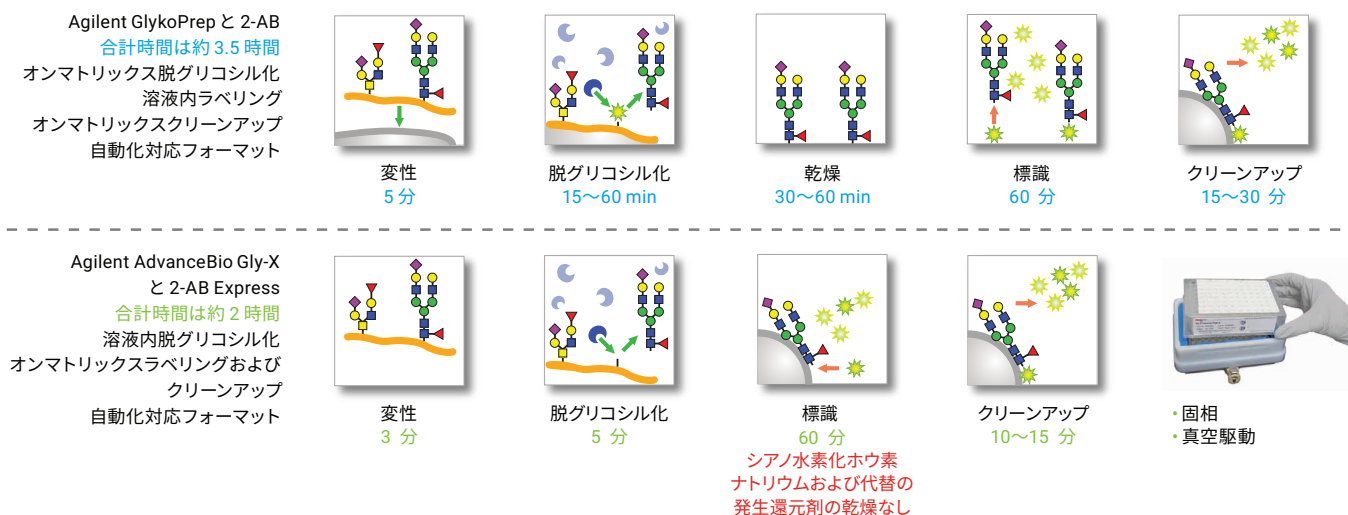 Agilent GlykoPrep と 2-AB
合計時間は約 3.5 時間
オンマトリックス脱グリコシル化
溶液内ラベリング
オンマトリックスクリーンアップ
自動化対応フォーマット
変性
5 分
脱グリコシル化
15～60 min
乾燥
30～60 min
標識
60 分
クリーンアップ
15～30 分
Agilent AdvanceBio Gly-X
と 2-AB Express
合計時間は約 2 時間
溶液内脱グリコシル化
オンマトリックスラベリングおよび
クリーンアップ
自動化対応フォーマット
変性
3 分
脱グリコシル化
5 分
標識
60 分
シアノ水素化ホウ素
ナトリウムおよび代替の
発生還元剤の乾燥なし
クリーンアップ
10～15 分
• 固相
• 真空駆動